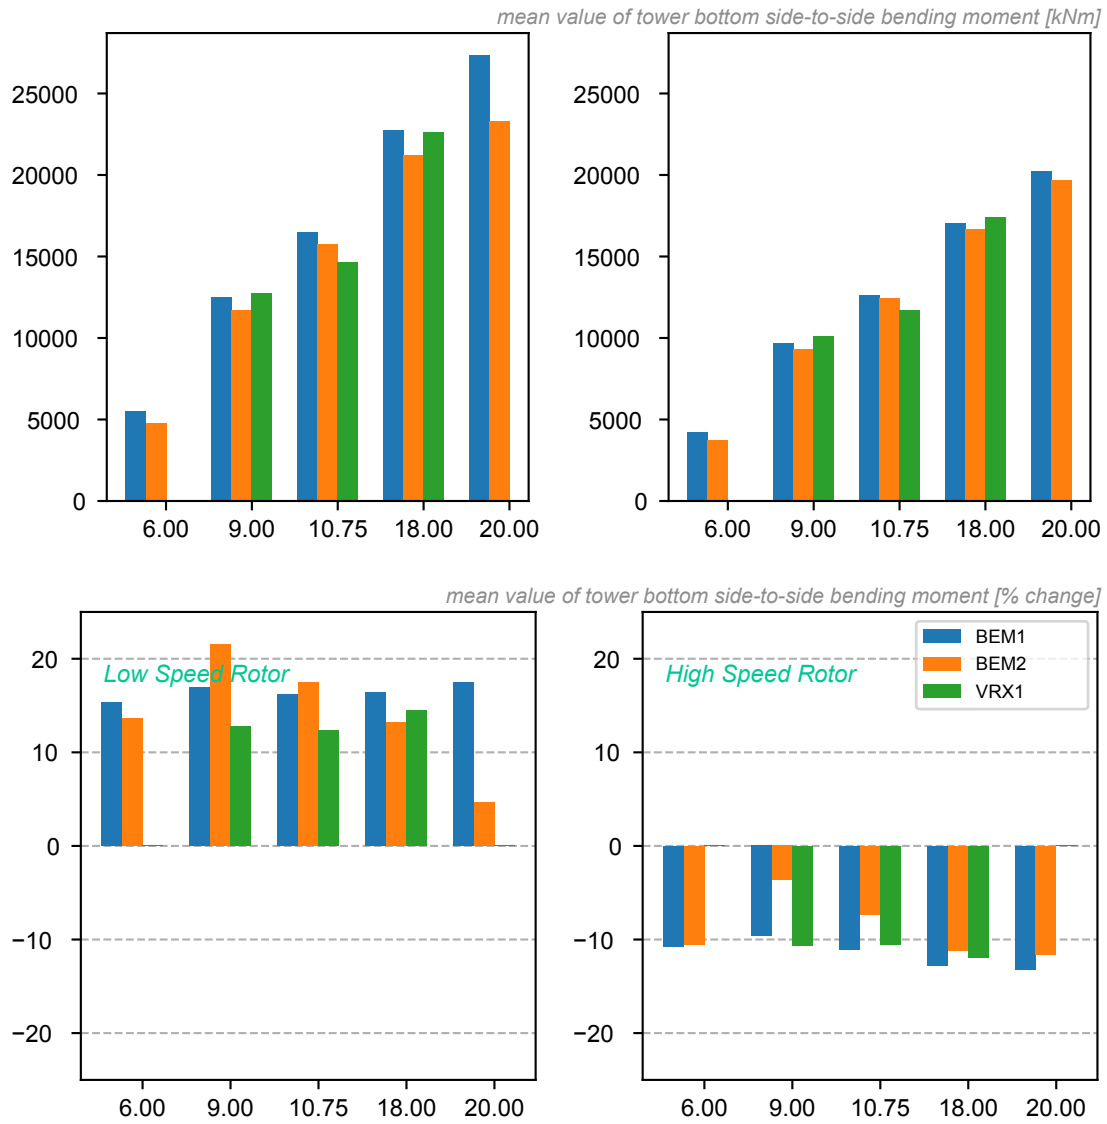 mean value of tower bottom side-to-side bending moment [kNm]
25000
20000
15000
10000
5000
0
6.00 9.00 10.75 18.00 20.00
25000
20000
15000
10000
5000
0
6.00 9.00 10.75 18.00 20.00
mean value of tower bottom side-to-side bending moment [% change]
Low Speed Rotor
20
10
0
−10
−20
6.00 9.00 10.75 18.00 20.00
High Speed Rotor
BEM1
BEM2
VRX1
20
10
0
−10
−20
6.00 9.00 10.75 18.00 20.00